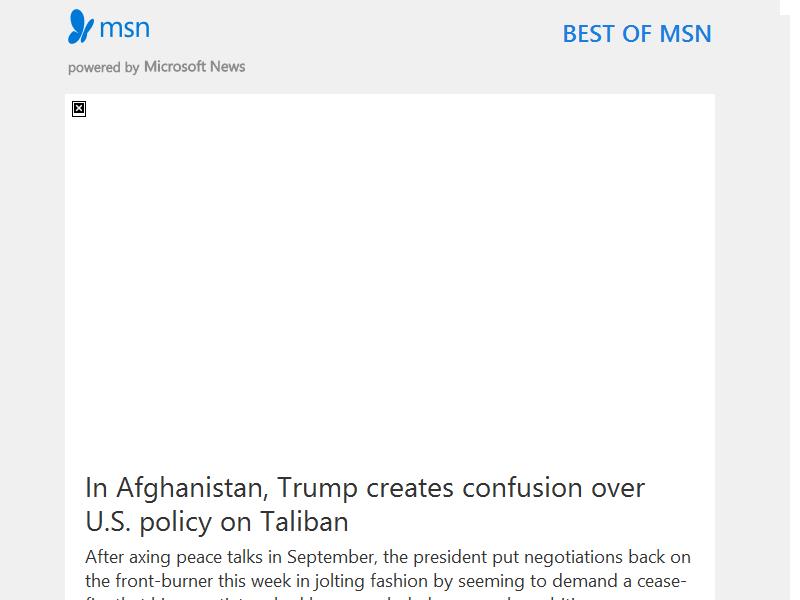 msn
BEST OF MSN
powered by Microsoft News
In Afghanistan, Trump creates confusion over
U.S. policy on Taliban
After axing peace talks in September, the president put negotiations back on
the front-burner this week in jolting fashion by seeming to demand a cease-